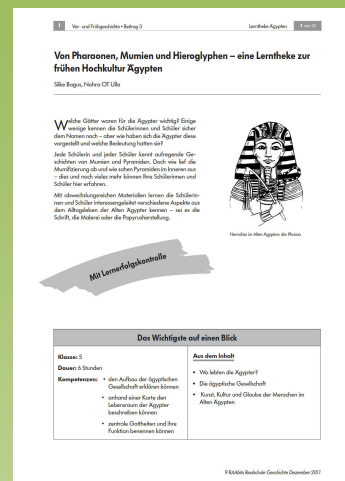 I Vor- und Frühgeschichte • Beitrag 3 Lerntheke Ägypten 1 von 32
Von Pharaonen, Mumien und Hieroglyphen – eine Lerntheke zur
frühen Hochkultur Ägypten
Silke Bagus, Nohra OT Ulla
Welche Götter waren für die Ägypter wichtig? Einige
wenige kennen die Schülerinnen und Schüler sicher
dem Namen nach – aber wie haben sich die Ägypter diese
vorgestellt und welche Bedeutung hatten sie?
Jede Schülerin und jeder Schüler kennt aufregende Ge-
schichten von Mumien und Pyramiden. Doch wie lief die
Mumifizierung ab und wie sahen Pyramiden im Inneren aus
– dies und noch vieles mehr können Ihre Schülerinnen und
Schüler hier erfahren.
Mit abwechslungsreichen Materialien lernen die Schülerin-
nen und Schüler interessengeleitet verschiedene Aspekte aus
dem Alltagsleben der Alten Ägypter kennen – sei es die
Schrift, die Malerei oder die Papyrusherstellung.
Herrscher im Alten Ägypten: der Pharao
Mit Lernerfolgskontrolle
Das Wichtigste auf einen Blick
Klasse: 5
Dauer: 6 Stunden
Kompetenzen: • den Aufbau der ägyptischen
Gesellschaft erklären können
• anhand einer Karte den
Lebensraum der Ägypter
beschreiben können
• zentrale Gottheiten und ihre
Funktion benennen können
Aus dem Inhalt
• Wo lebten die Ägypter?
• Die ägyptische Gesellschaft
• Kunst, Kultur und Glaube der Menschen im
Alten Ägypten
9 RAAbits Realschule Geschichte Dezember 2011